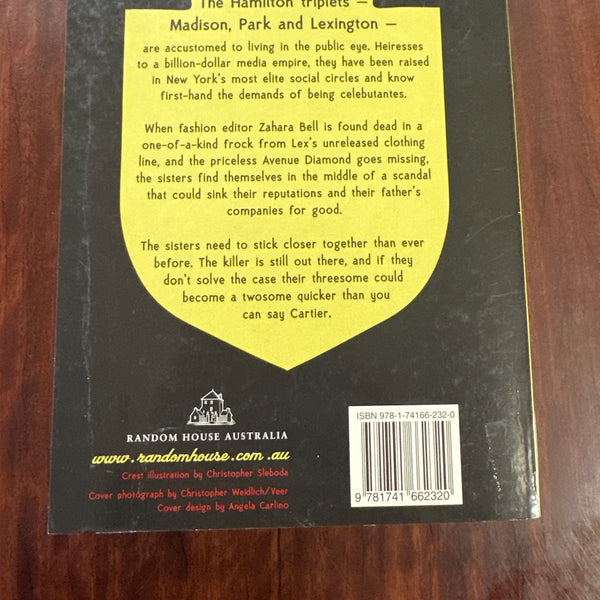 The Hamilton triplets –
Madison, Park and Lexington –
are accustomed to living in the public eye. Heiresses
to a billion-dollar media empire, they have been raised
in New York's most elite social circles and know
first-hand the demands of being celebutantes.
When fashion editor Zahara Bell is found dead in a
one-of-a-kind frock from Lex's unreleased clothing
line, and the priceless Avenue Diamond goes missing,
the sisters find themselves in the middle of a scandal
that could sink their reputations and their father's
companies for good.
The sisters need to stick closer together than ever
before. The killer is still out there, and if they
don't solve the case their threesome could
become a twosome quicker than you
can say Cartier.
RANDOM HOUSE AUSTRALIA
www.randomhouse.com.au
Crest illustration by Christopher Sleboda
Cover photograph by Christopher Weidlich/Veer
Cover design by Angela Carlino
ISBN 978-1-74166-232-0
9 781741 662320